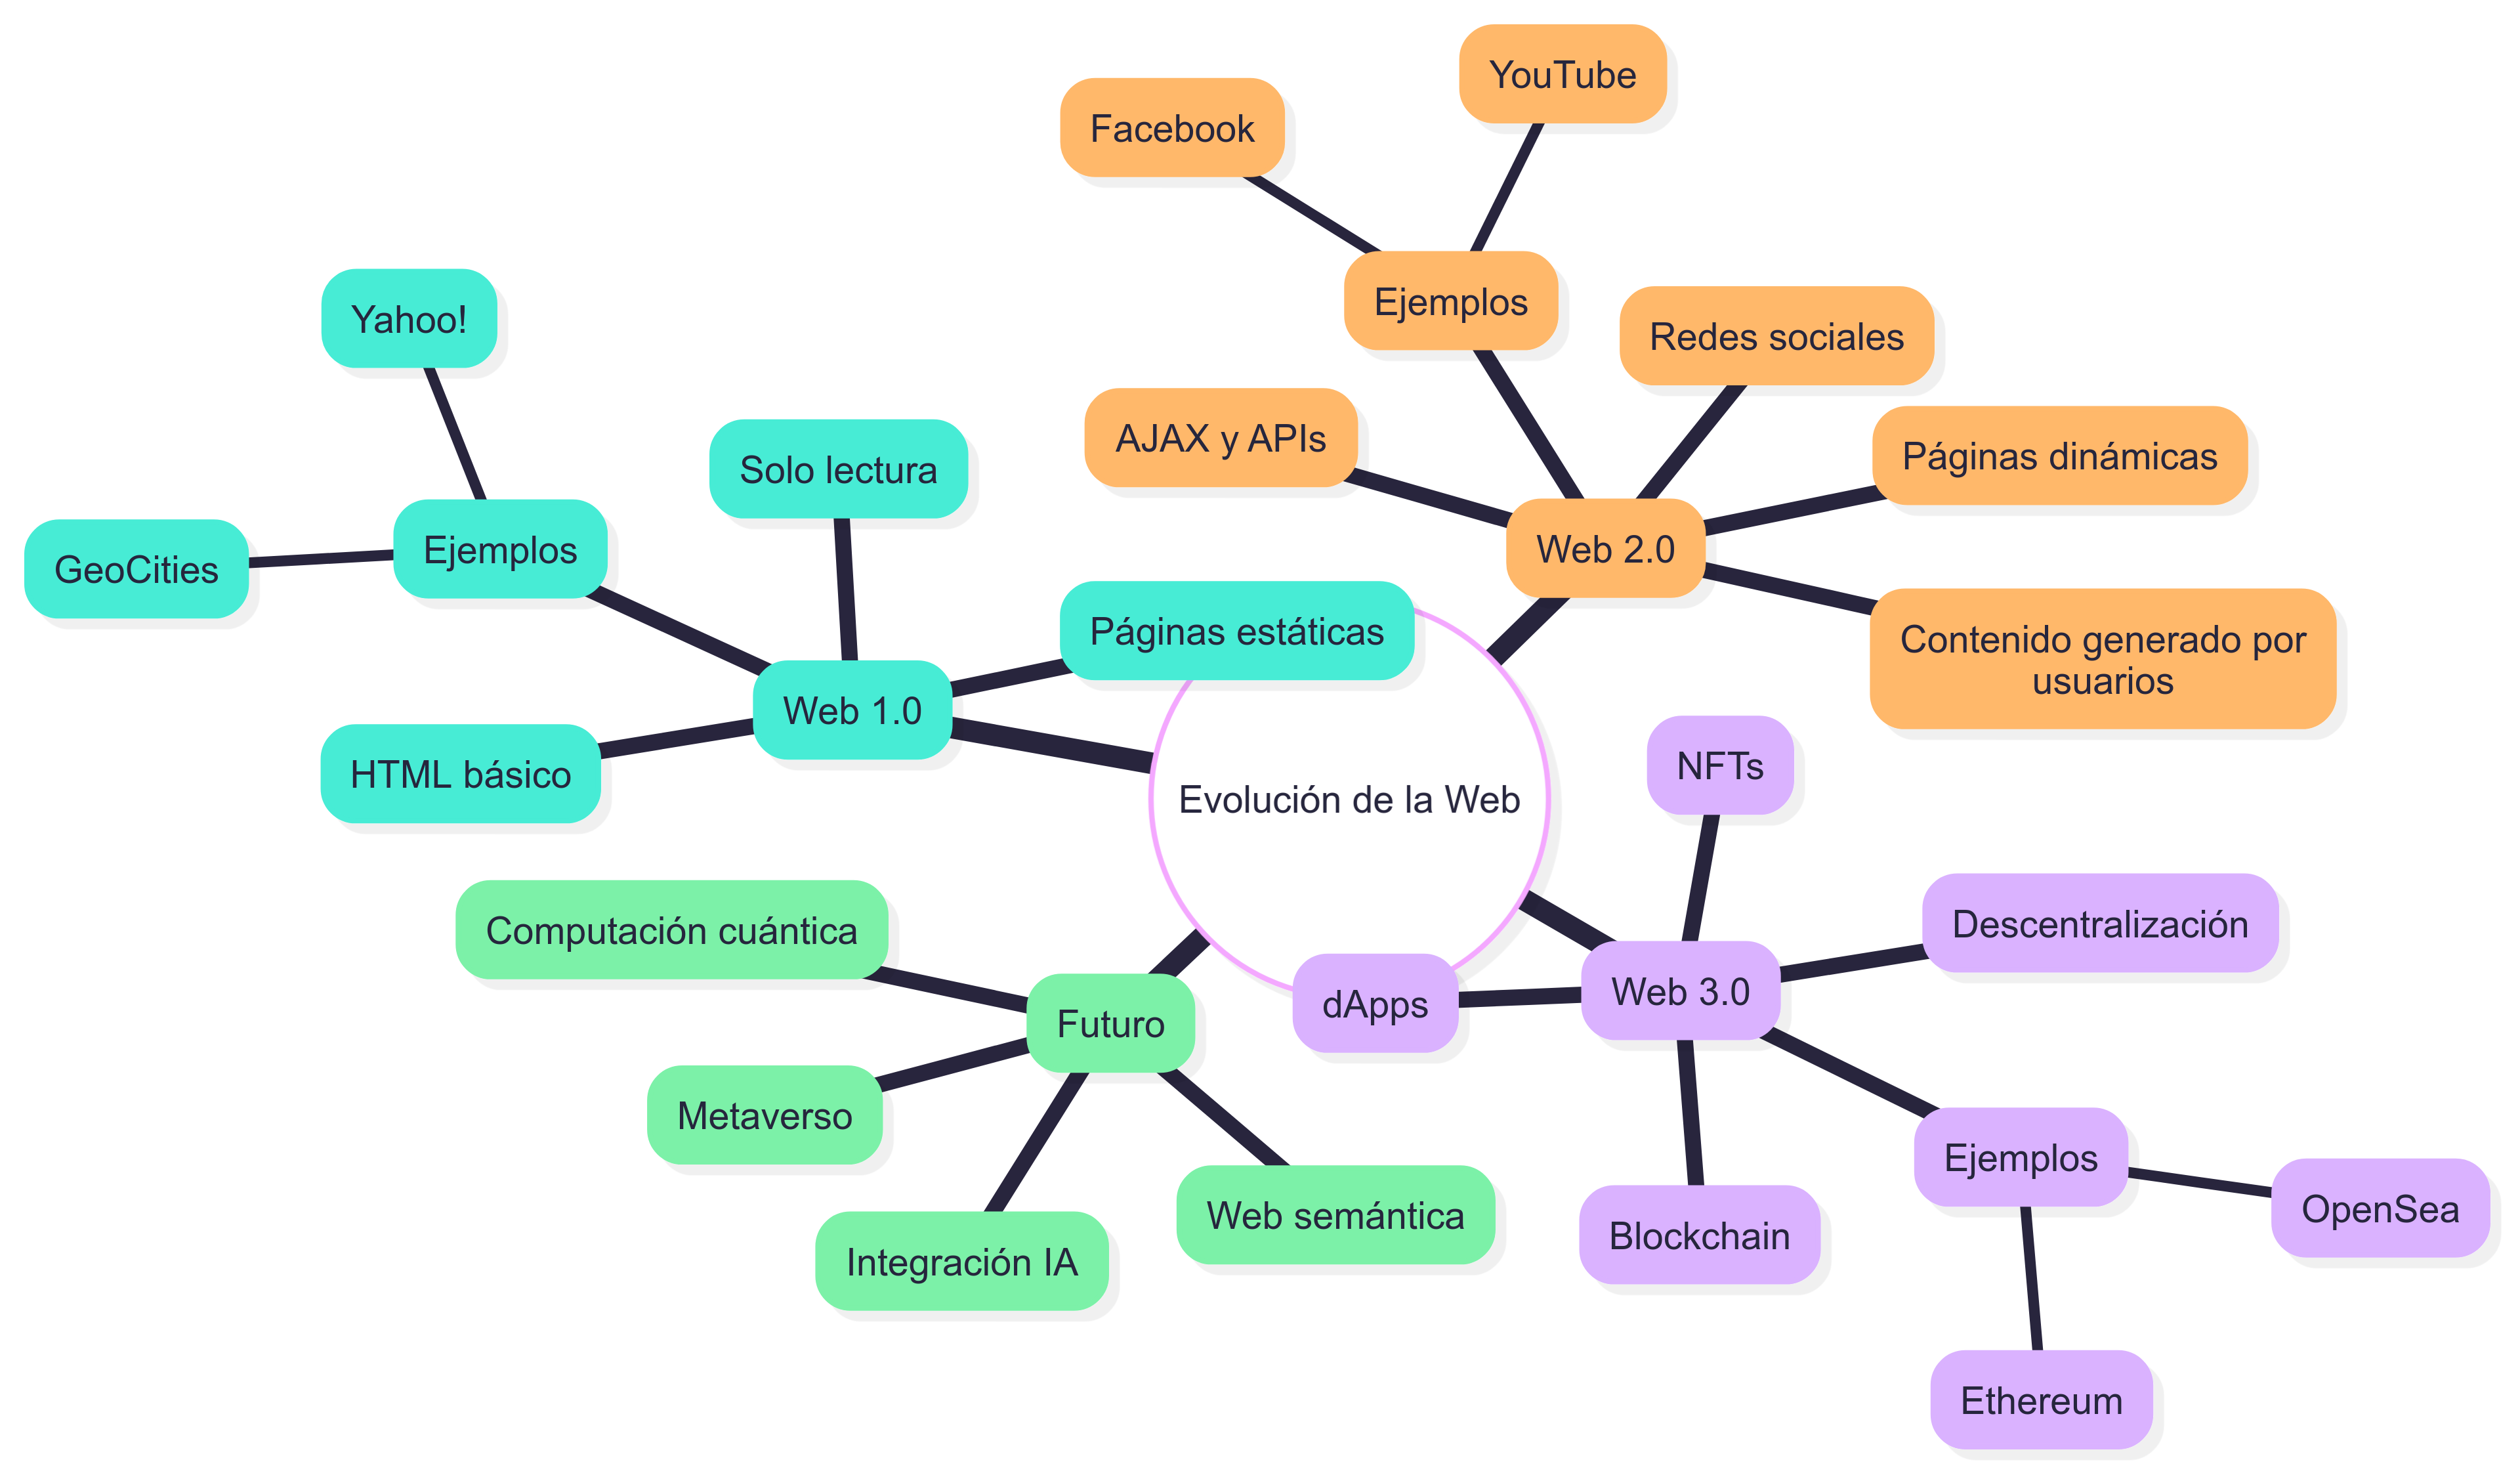 YouTube
Facebook
Ejemplos
Yahoo!
Redes sociales
AJAX y APIs
Páginas dinámicas
Solo lectura
Ejemplos
GeoCities
Web 2.0
Páginas estáticas
Contenido generado por
usuarios
Web 1.0
HTML básico
NFTs
Evolución de la Web
Computación cuántica
Descentralización
Web 3.0
dApps
Futuro
Metaverso
Ejemplos
Web semántica
OpenSea
Blockchain
Integración IA
Ethereum